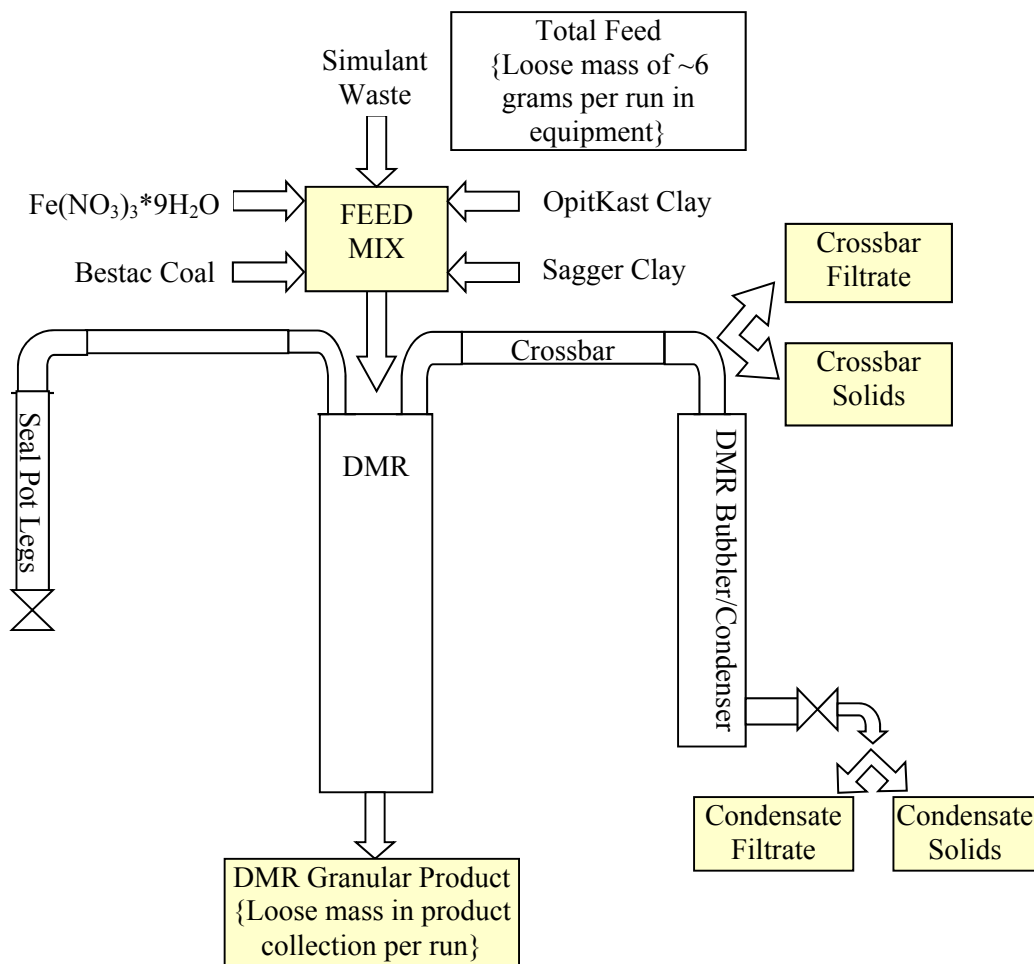 Total Feed
{Loose mass of ~6
grams per run in
equipment}
Simulant
Waste
Fe(NO₃)₃*9H₂O
FEED
MIX
OpitKast Clay
Bestac Coal
Sagger Clay
Crossbar
Filtrate
Crossbar
Crossbar
Solids
Seal Pot Legs
DMR
DMR Bubbler/Condenser
Condensate
Filtrate
Condensate
Solids
DMR Granular Product
{Loose mass in product
collection per run}